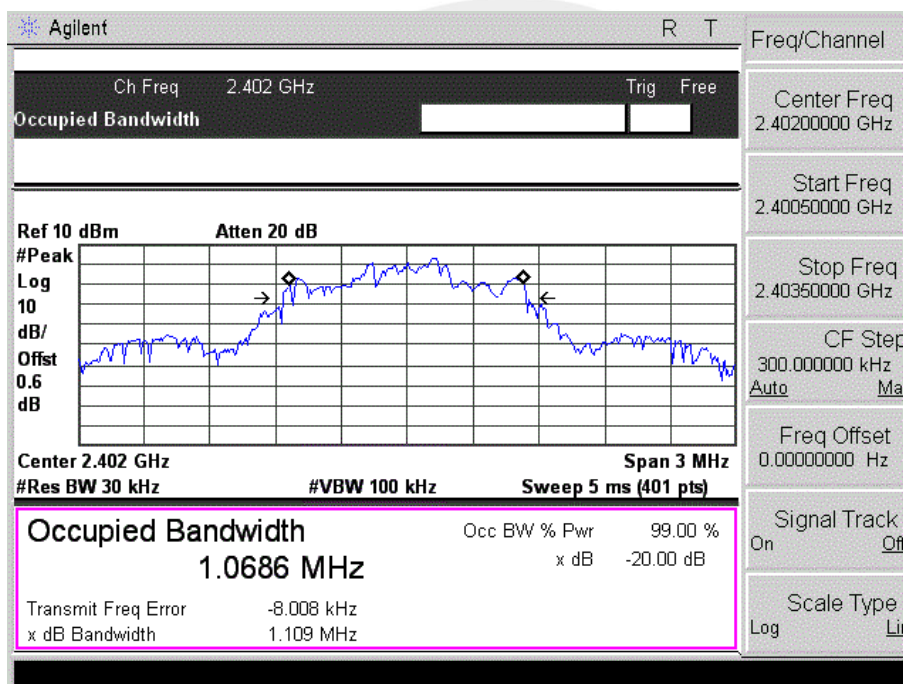 Agilent R T
Ch Freq 2.402 GHz Trig Free
Occupied Bandwidth
Ref 10 dBm Atten 20 dB
#Peak
Log
10
dB/
Offst
0.6
dB
Center 2.402 GHz Span 3 MHz
#Res BW 30 kHz #VBW 100 kHz Sweep 5 ms (401 pts)
Occupied Bandwidth
1.0686 MHz
Occ BW % Pwr 99.00 %
x dB -20.00 dB
Transmit Freq Error -8.008 kHz
x dB Bandwidth 1.109 MHz
Freq/Channel
Center Freq
2.40200000 GHz
Start Freq
2.40050000 GHz
Stop Freq
2.40350000 GHz
CF Step
300.000000 kHz
Auto Ma
Freq Offset
0.00000000 Hz
Signal Track
On Off
Scale Type
Log Lin